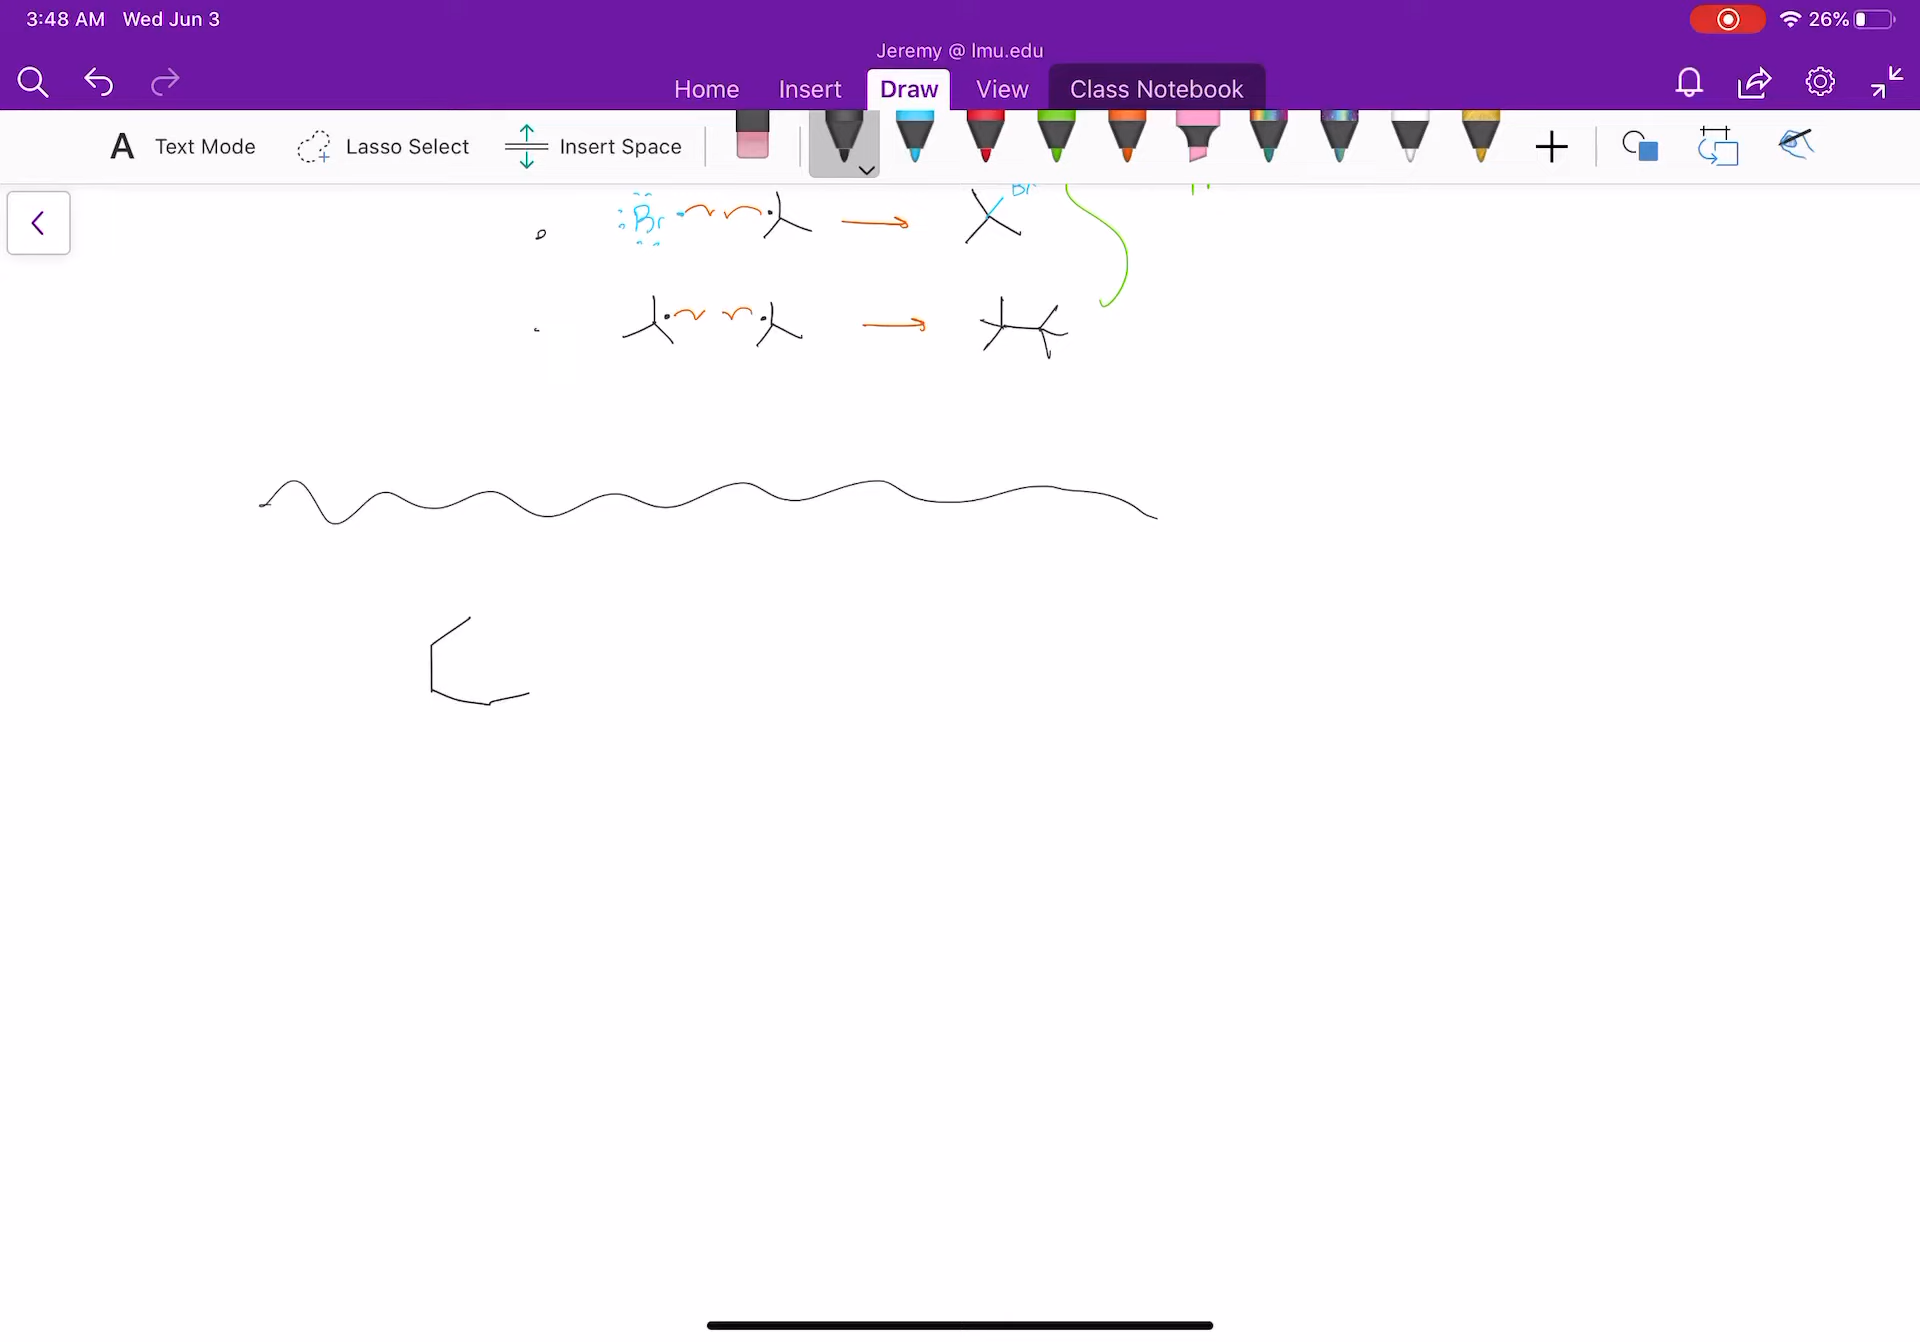 3:48 AM Wed Jun 3
26%
Jeremy @ lmu.edu
Home Insert Draw View Class Notebook
A Text Mode Lasso Select Insert Space
Br
:Br